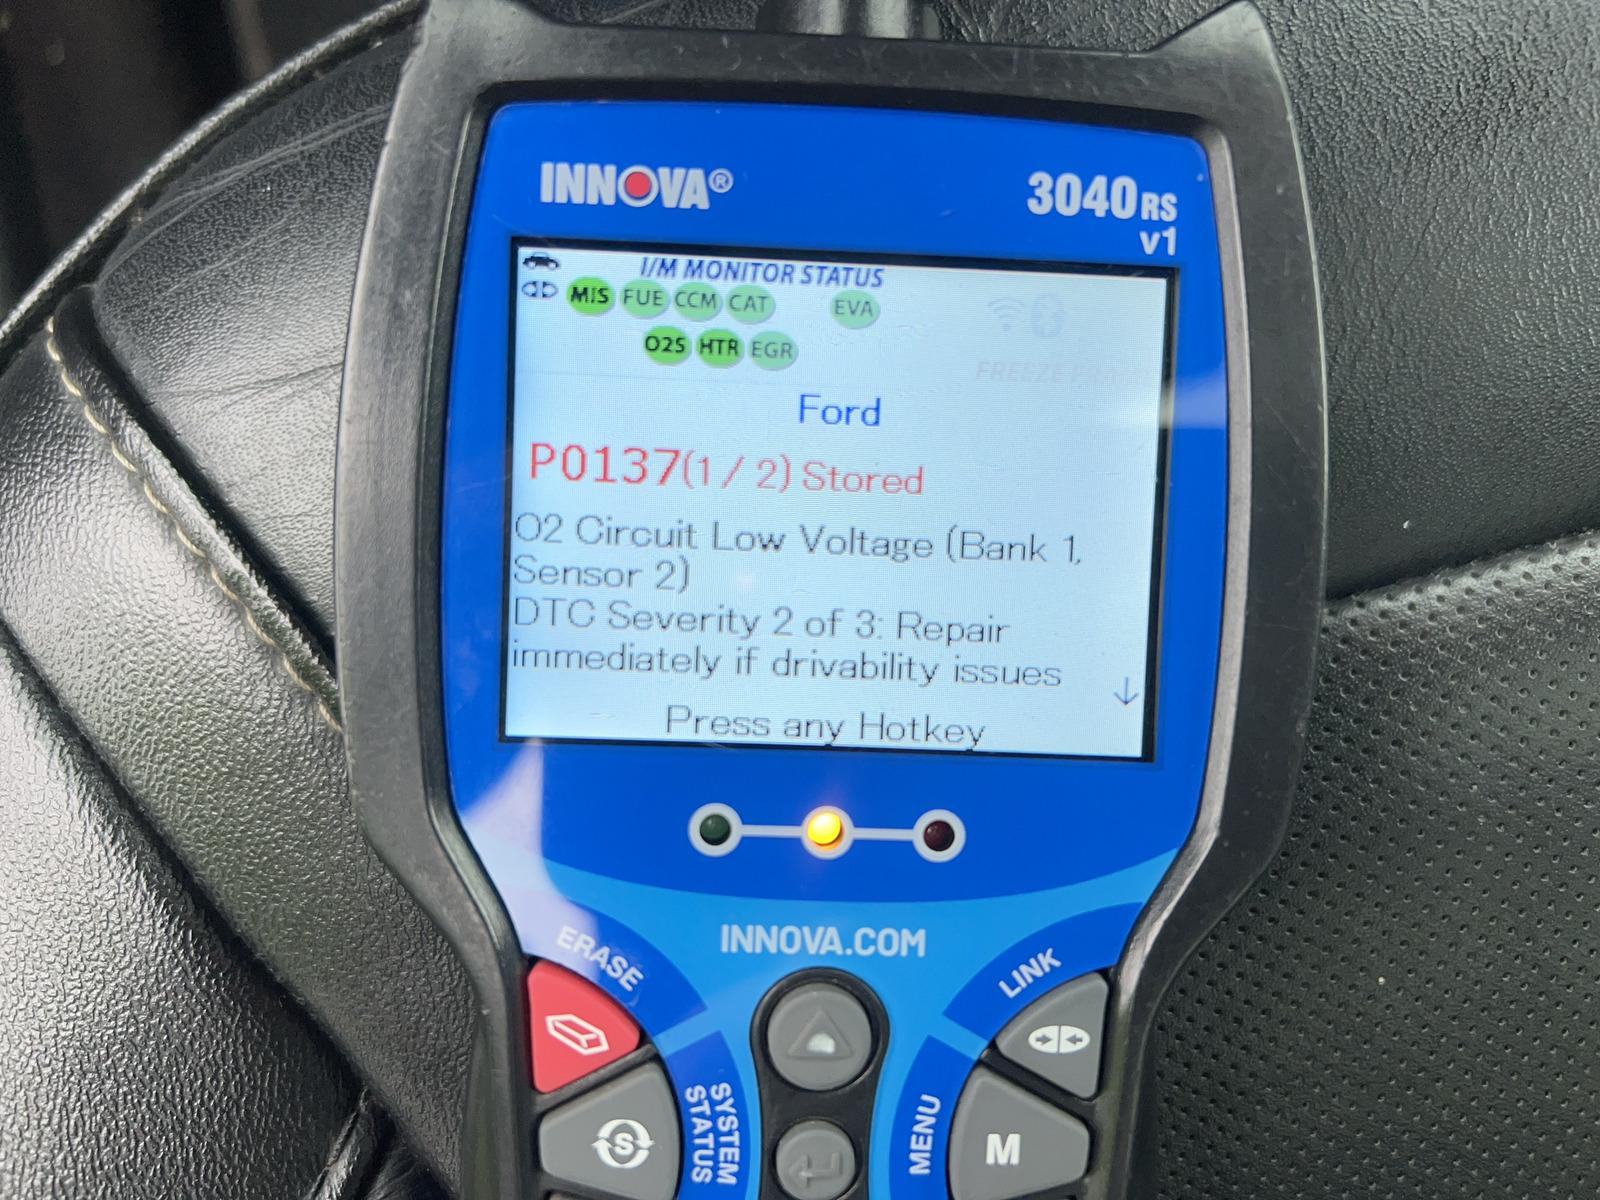 INNOVA®
3040RS
v1
I/M MONITOR STATUS
MIS FUE CCM CAT EVA
O2S HTR EGR
FREEZE FRAME
Ford
P0137(1 / 2) Stored
O2 Circuit Low Voltage (Bank 1,
Sensor 2)
DTC Severity 2 of 3: Repair
immediately if drivability issues
Press any Hotkey
INNOVA.COM
ERASE
LINK
SYSTEM
STATUS
MENU
S
M